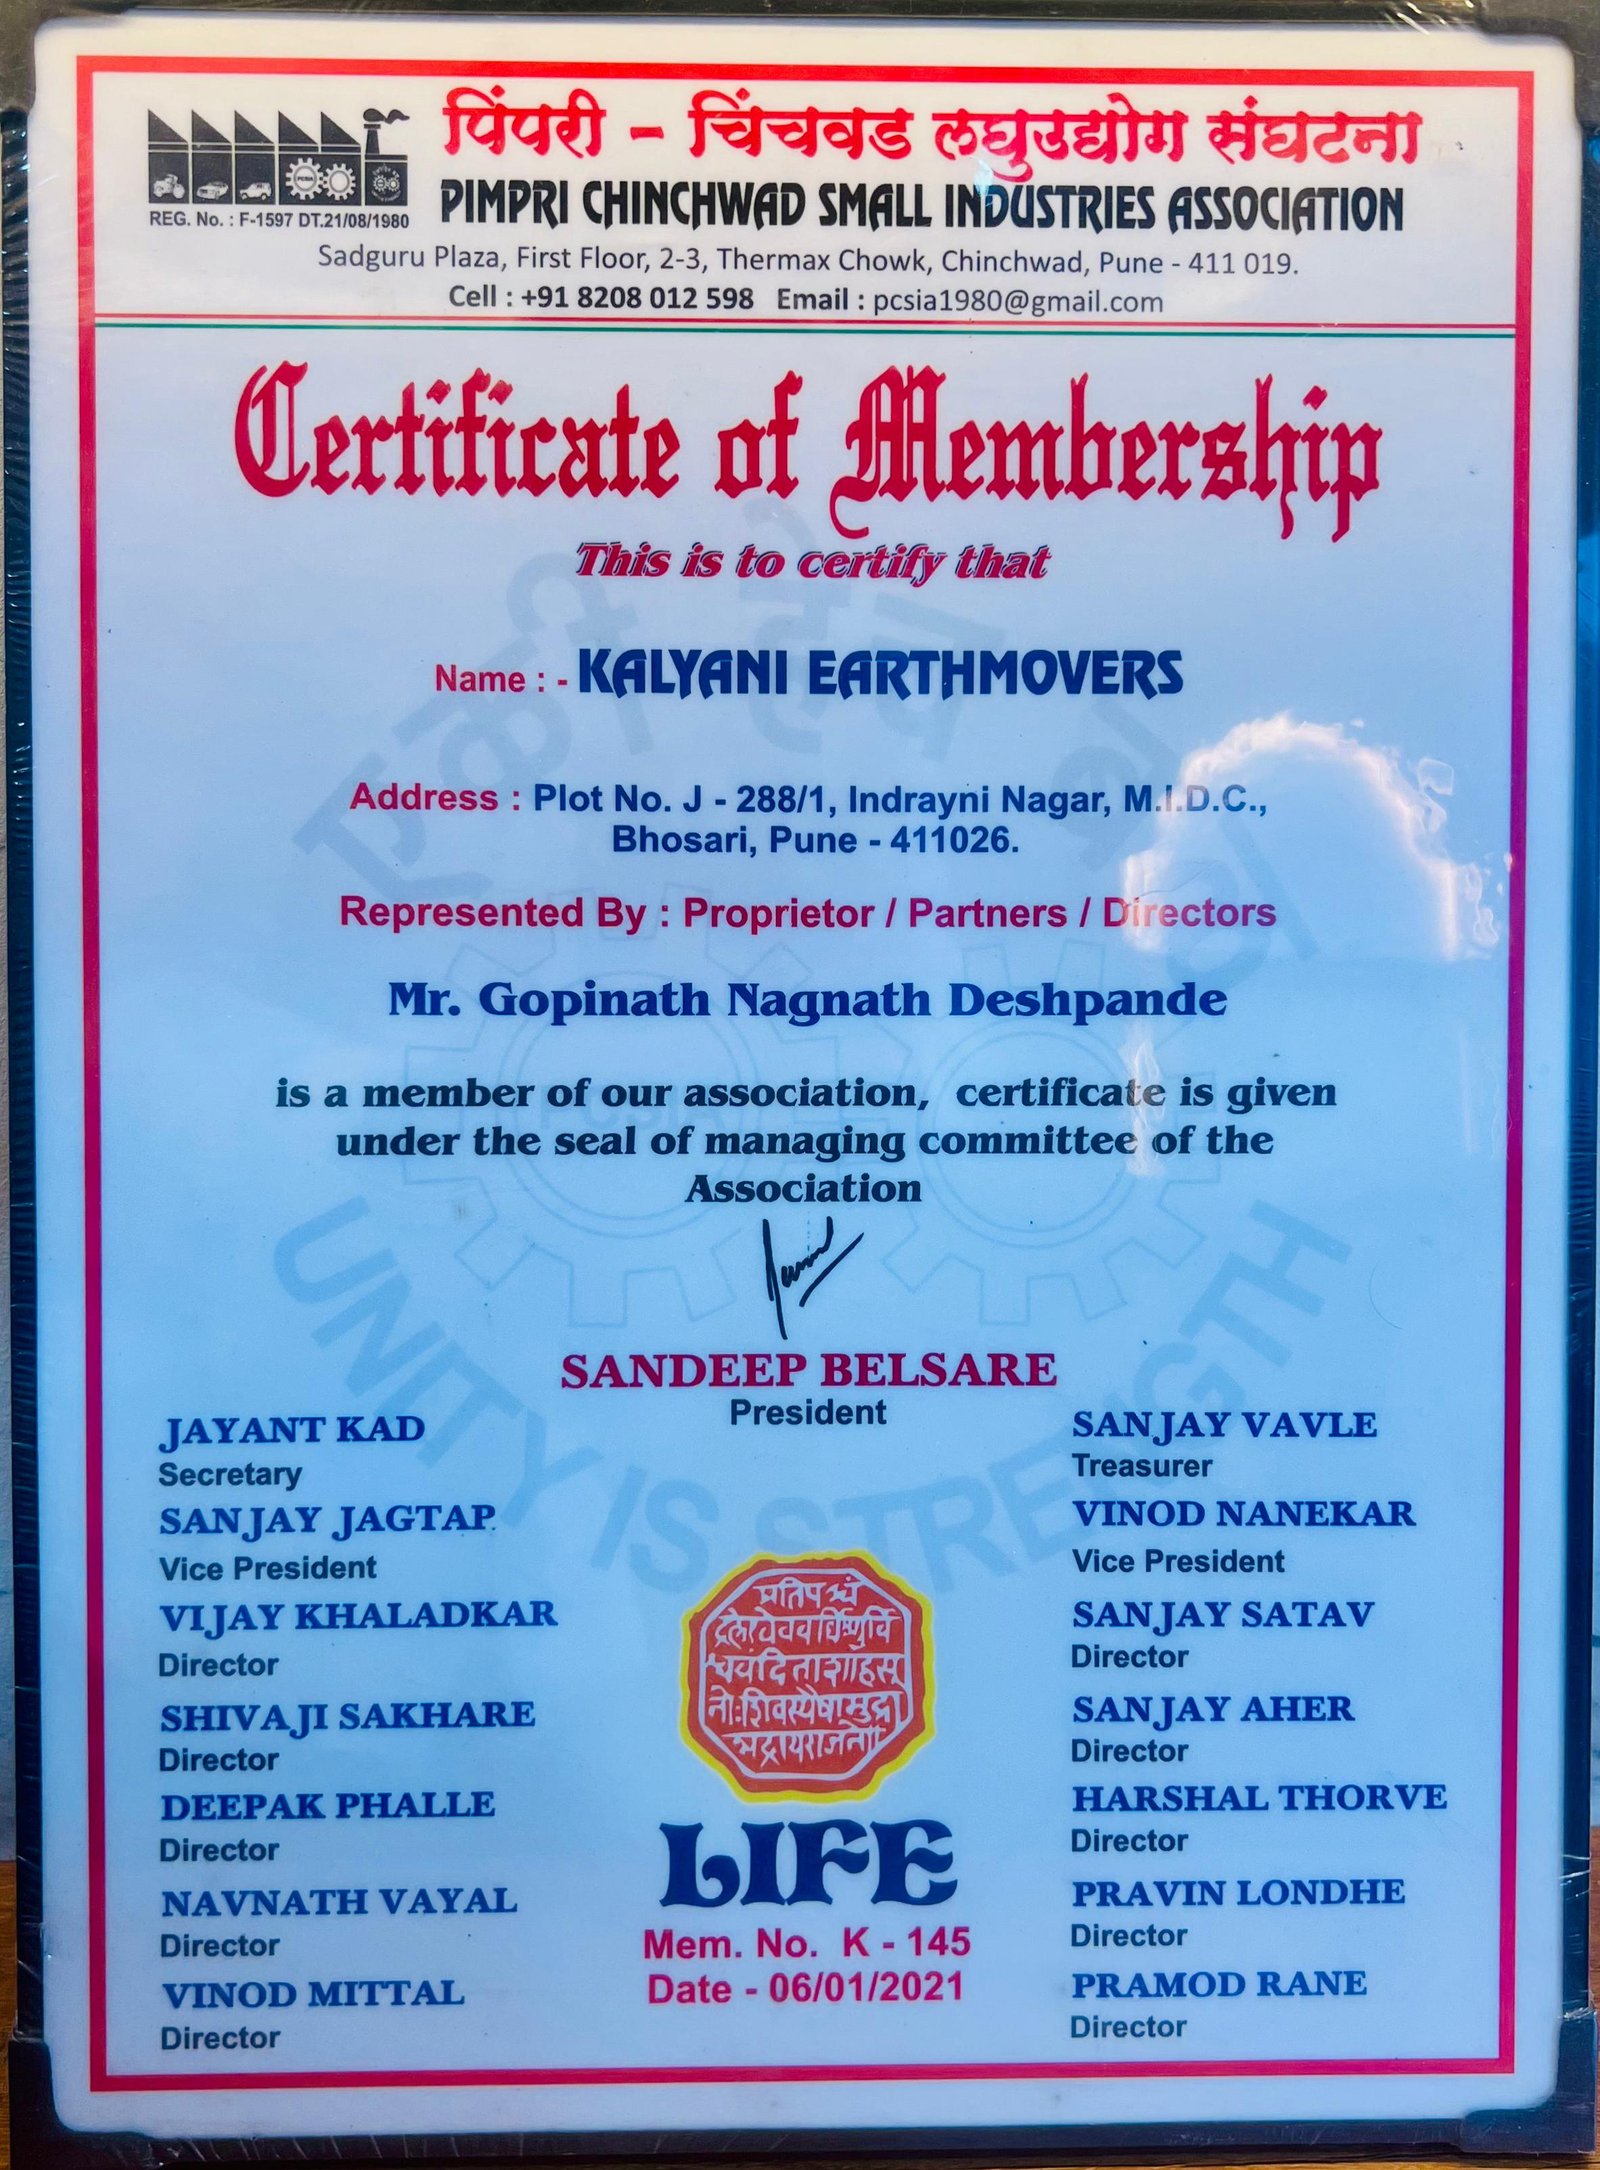 पिंपरी - चिंचवड लघुउद्योग संघटना
PIMPRI CHINCHWAD SMALL INDUSTRIES ASSOCIATION
REG. No. : F-1597 DT.21/08/1980
Sadguru Plaza, First Floor, 2-3, Thermax Chowk, Chinchwad, Pune - 411 019.
Cell : +91 8208 012 598 Email : pcsia1980@gmail.com
Certificate of Membership
This is to certify that
Name : - KALYANI EARTHMOVERS
Address : Plot No. J - 288/1, Indrayni Nagar, M.I.D.C.,
Bhosari, Pune - 411026.
Represented By : Proprietor / Partners / Directors
Mr. Gopinath Nagnath Deshpande
is a member of our association, certificate is given
under the seal of managing committee of the
Association
SANDEEP BELSARE
President
JAYANT KAD
Secretary
SANJAY JAGTAP.
Vice President
VIJAY KHALADKAR
Director
SHIVAJI SAKHARE
Director
DEEPAK PHALLE
Director
NAVNATH VAYAL
Director
VINOD MITTAL
Director
SANJAY VAVLE
Treasurer
VINOD NANEKAR
Vice President
SANJAY SATAV
Director
SANJAY AHER
Director
HARSHAL THORVE
Director
PRAVIN LONDHE
Director
PRAMOD RANE
Director
LIFE
Mem. No. K - 145
Date - 06/01/2021
UNITY IS STRENGTH